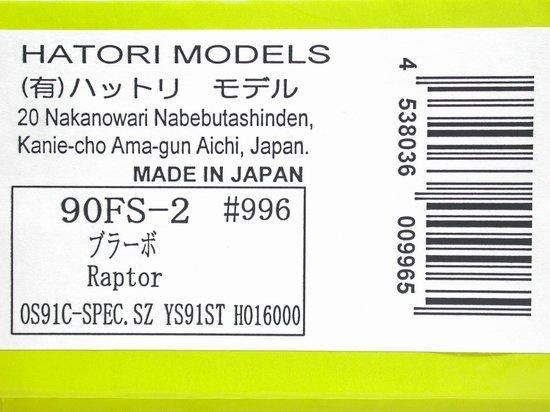 HATORI MODELS
(有)ハットリ モデル
20 Nakanowari Nabebutashinden,
Kanie-cho Ama-gun Aichi, Japan.
MADE IN JAPAN
90FS-2 #996
ブラーボ
Raptor
OS91C-SPEC.SZ YS91ST H016000
4 538036 009965